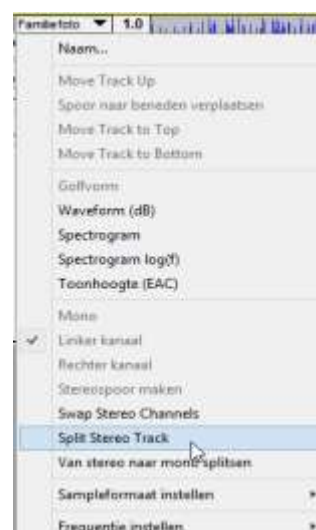 Familiefoto 1.0
Naam...
Move Track Up
Spoor naar beneden verplaatsen
Move Track to Top
Move Track to Bottom
Golfvorm
Waveform (dB)
Spectrogram
Spectrogram log(f)
Toonhoogte (EAC)
Mono
Linker kanaal
Rechter kanaal
Stereospoor maken
Swap Stereo Channels
Split Stereo Track
Van stereo naar mono splitsen
Sampleformaat instellen
Frequentie instellen